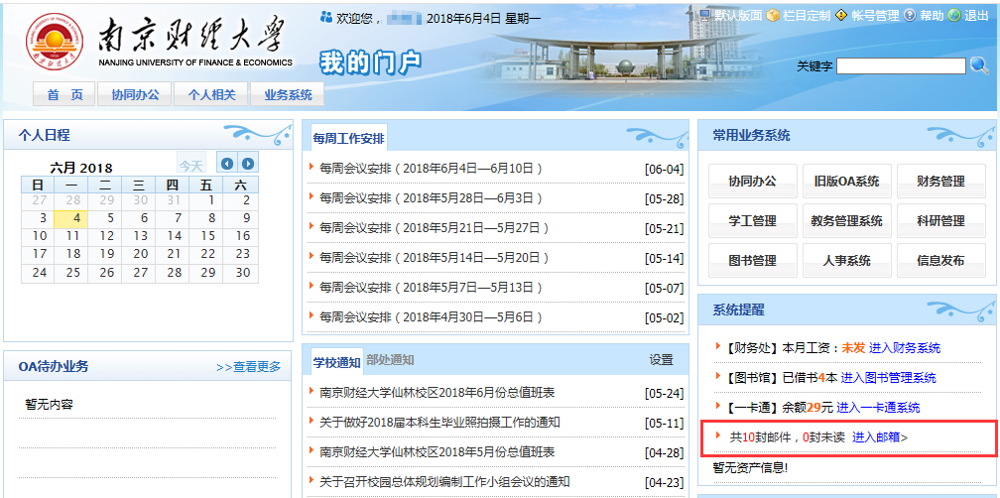 南京财经大学
NANJING UNIVERSITY OF FINANCE & ECONOMICS
欢迎您， 2018年6月4日 星期一
默认版面 栏目定制 帐号管理 帮助 退出
我的门户
关键字
首 页 协同办公 个人相关 业务系统
个人日程
六月 2018 今天
日 一 二 三 四 五 六
27 28 29 30 31 1 2
3 4 5 6 7 8 9
10 11 12 13 14 15 16
17 18 19 20 21 22 23
24 25 26 27 28 29 30
OA待办业务 >>查看更多
暂无内容
每周工作安排
每周会议安排（2018年6月4日—6月10日） [06-04]
每周会议安排（2018年5月28日—6月3日） [05-28]
每周会议安排（2018年5月21日—5月27日） [05-21]
每周会议安排（2018年5月14日—5月20日） [05-14]
每周会议安排（2018年5月7日—5月13日） [05-07]
每周会议安排（2018年4月30日—5月6日） [05-02]
学校通知 部处通知 设置
南京财经大学仙林校区2018年6月份总值班表 [05-24]
关于做好2018届本科生毕业照拍摄工作的通知 [05-11]
南京财经大学仙林校区2018年5月份总值班表 [04-28]
关于召开校园总体规划编制工作小组会议的通知 [04-23]
常用业务系统
协同办公 旧版OA系统 财务管理
学工管理 教务管理系统 科研管理
图书管理 人事系统 信息发布
系统提醒
【财务处】本月工资：未发 进入财务系统
【图书馆】已借书4本 进入图书管理系统
【一卡通】余额29元 进入一卡通系统
共10封邮件，0封未读 进入邮箱>
暂无资产信息!